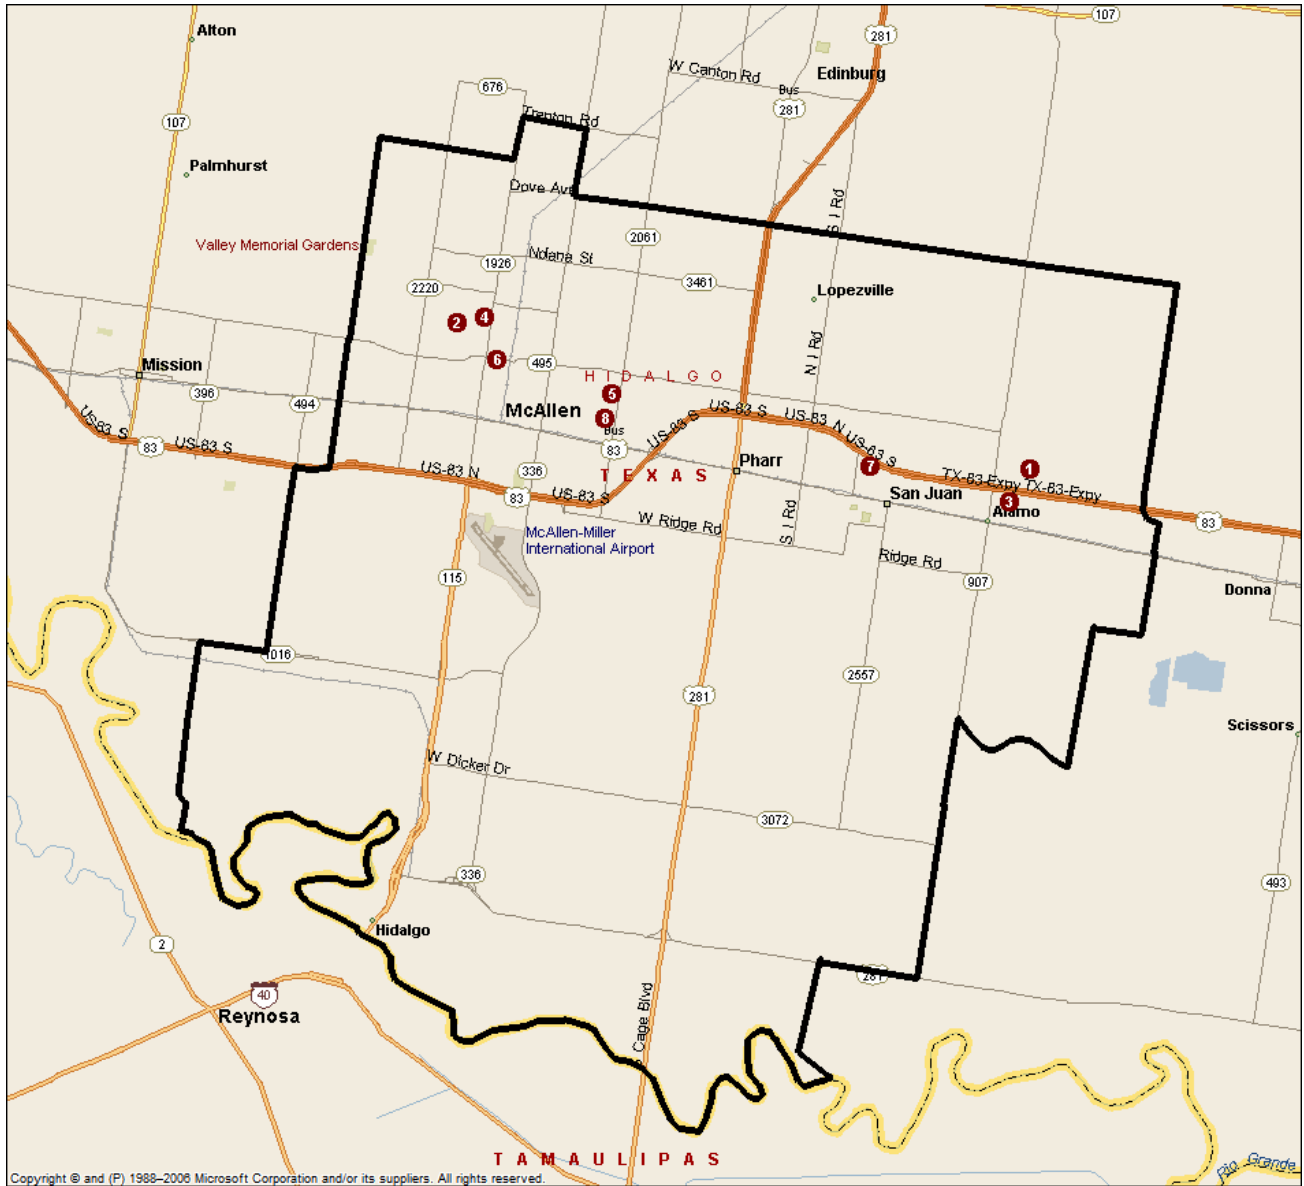 107
Alton
281
Edinburg
W Canton Rd
Bus
281
676
107
Trenton Rd
Palmhurst
Dove Ave
S I Rd
Valley Memorial Gardens
2061
1926
Ndana St
3461
2220
Lopezville
2
4
N I Rd
Mission
6
495
HIDALGO
396
5
494
McAllen
8
Bus
US-83 S
US-83 S
US-83 N
US-83 S
US-83 S
83
US-83 S
83
US-83 N
336
TEXAS
Pharr
7
1
TX-83-Expy
TX-83-Expy
83
US-83 S
San Juan
3
Alamo
83
W Ridge Rd
S I Rd
McAllen-Miller
International Airport
Ridge Rd
115
907
Donna
1016
2557
281
Scissors
W Dicker Dr
3072
336
493
Hidalgo
2
281
40
Reynosa
S Cage Blvd
TAMAULIPAS
Rio Grande
Copyright © and (P) 1988–2006 Microsoft Corporation and/or its suppliers. All rights reserved.